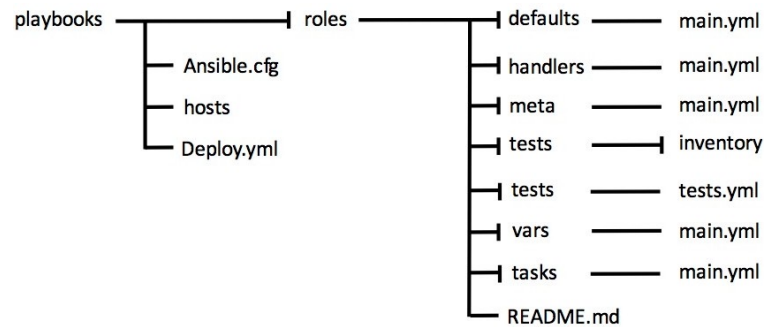 playbooks roles defaults main.yml
Ansible.cfg handlers main.yml
hosts meta main.yml
Deploy.yml tests inventory
tests tests.yml
vars main.yml
tasks main.yml
README.md